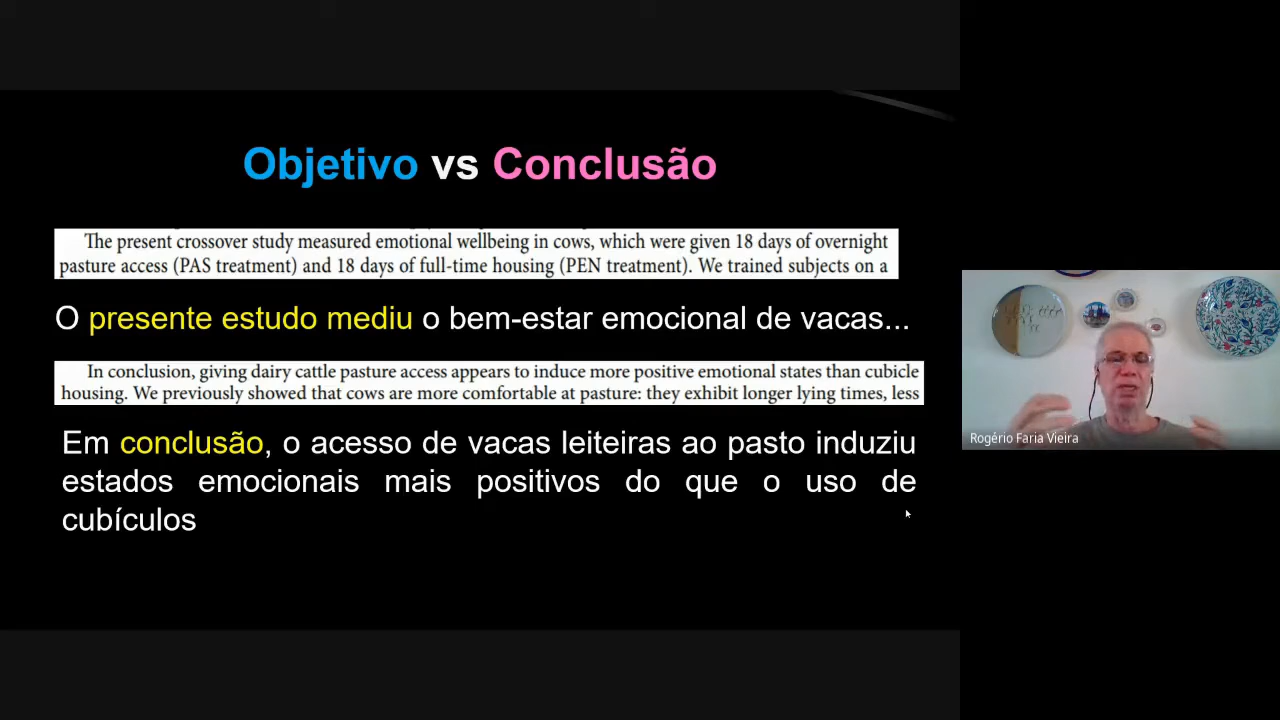 Objetivo vs Conclusão
The present crossover study measured emotional wellbeing in cows, which were given 18 days of overnight
pasture access (PAS treatment) and 18 days of full-time housing (PEN treatment). We trained subjects on a
O presente estudo mediu o bem-estar emocional de vacas...
In conclusion, giving dairy cattle pasture access appears to induce more positive emotional states than cubicle
housing. We previously showed that cows are more comfortable at pasture: they exhibit longer lying times, less
Em conclusão, o acesso de vacas leiteiras ao pasto induziu
estados emocionais mais positivos do que o uso de
cubículos
Rogério Faria Vieira